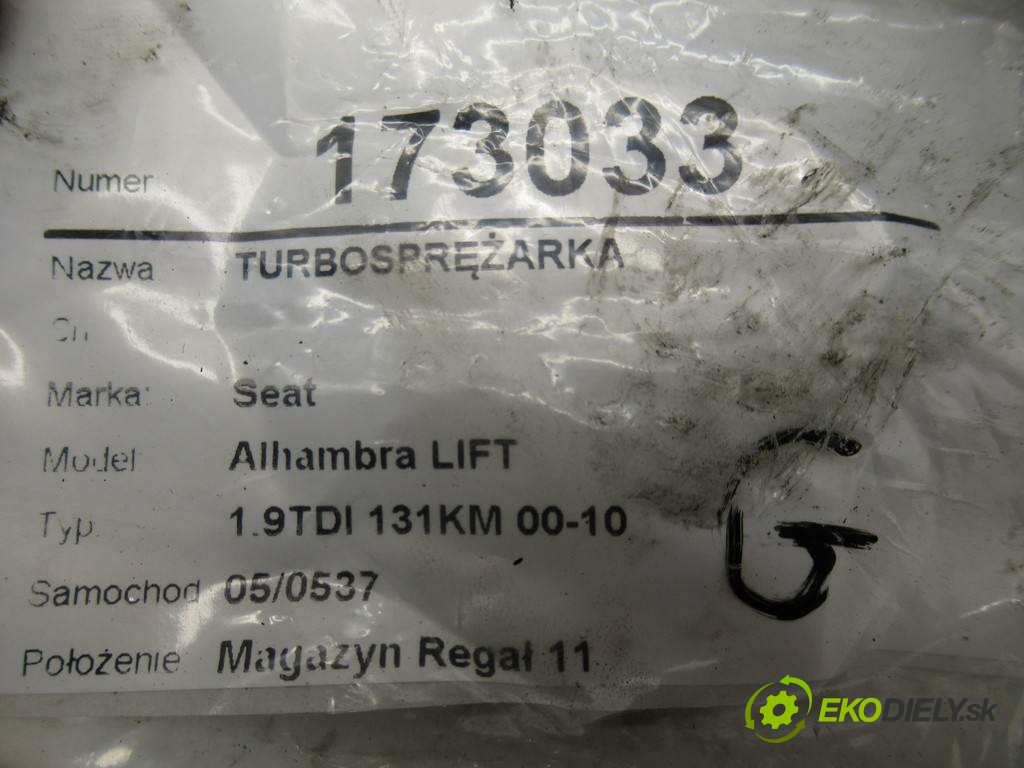 Numer 173033
Nazwa TURBOSPRĘŻARKA
Marka: Seat
Model Alhambra LIFT
Typ. 1.9TDI 131KM 00-10
Samochod 05/0537
Położenie Magazyn Regał 11
G
EKODIELY.sk